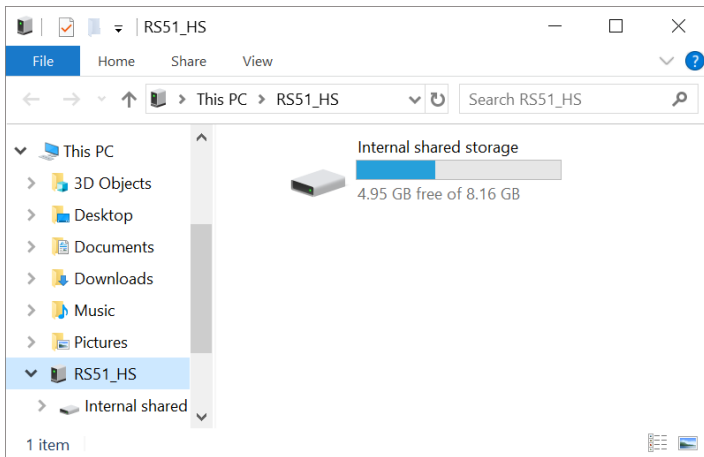 RS51_HS
File Home Share View
?
This PC > RS51_HS
Search RS51_HS
This PC
3D Objects
Desktop
Documents
Downloads
Music
Pictures
RS51_HS
Internal shared
Internal shared storage
4.95 GB free of 8.16 GB
1 item